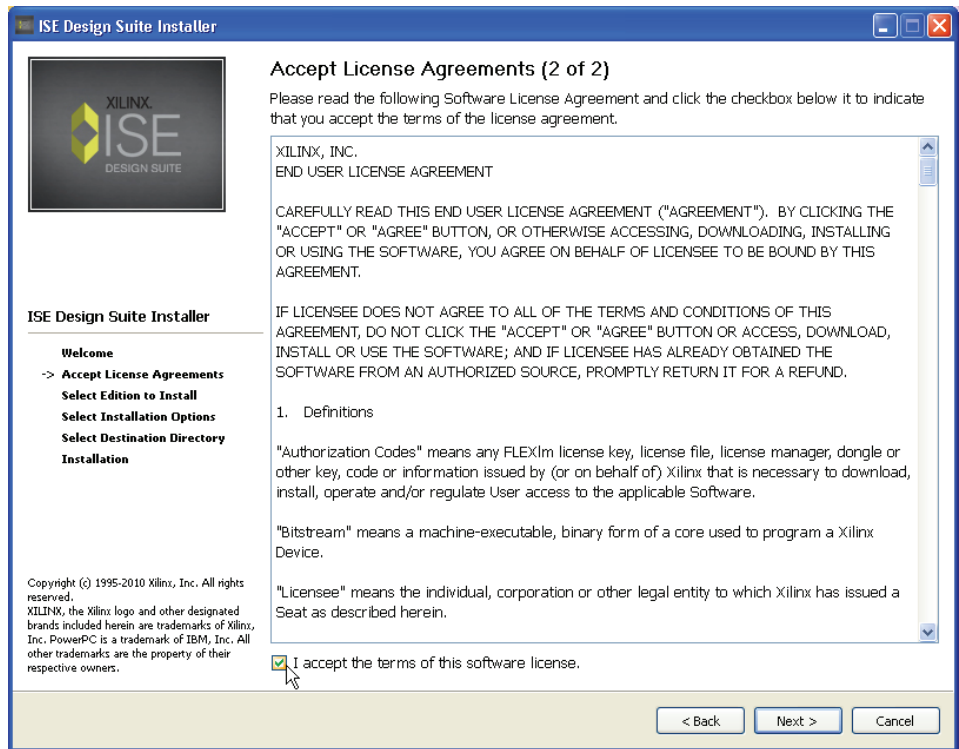 ISE Design Suite Installer
XILINX.
ISE
DESIGN SUITE
ISE Design Suite Installer
Welcome
-> Accept License Agreements
Select Edition to Install
Select Installation Options
Select Destination Directory
Installation
Copyright (c) 1995-2010 Xilinx, Inc. All rights
reserved.
XILINX, the Xilinx logo and other designated
brands included herein are trademarks of Xilinx,
Inc. PowerPC is a trademark of IBM, Inc. All
other trademarks are the property of their
respective owners.
Accept License Agreements (2 of 2)
Please read the following Software License Agreement and click the checkbox below it to indicate
that you accept the terms of the license agreement.
XILINX, INC.
END USER LICENSE AGREEMENT
CAREFULLY READ THIS END USER LICENSE AGREEMENT ("AGREEMENT").  BY CLICKING THE
"ACCEPT" OR "AGREE" BUTTON, OR OTHERWISE ACCESSING, DOWNLOADING, INSTALLING
OR USING THE SOFTWARE, YOU AGREE ON BEHALF OF LICENSEE TO BE BOUND BY THIS
AGREEMENT.
IF LICENSEE DOES NOT AGREE TO ALL OF THE TERMS AND CONDITIONS OF THIS
AGREEMENT, DO NOT CLICK THE "ACCEPT" OR "AGREE" BUTTON OR ACCESS, DOWNLOAD,
INSTALL OR USE THE SOFTWARE; AND IF LICENSEE HAS ALREADY OBTAINED THE
SOFTWARE FROM AN AUTHORIZED SOURCE, PROMPTLY RETURN IT FOR A REFUND.
1.   Definitions
"Authorization Codes" means any FLEXlm license key, license file, license manager, dongle or
other key, code or information issued by (or on behalf of) Xilinx that is necessary to download,
install, operate and/or regulate User access to the applicable Software.
"Bitstream" means a machine-executable, binary form of a core used to program a Xilinx
Device.
"Licensee" means the individual, corporation or other legal entity to which Xilinx has issued a
Seat as described herein.
I accept the terms of this software license.
< Back
Next >
Cancel